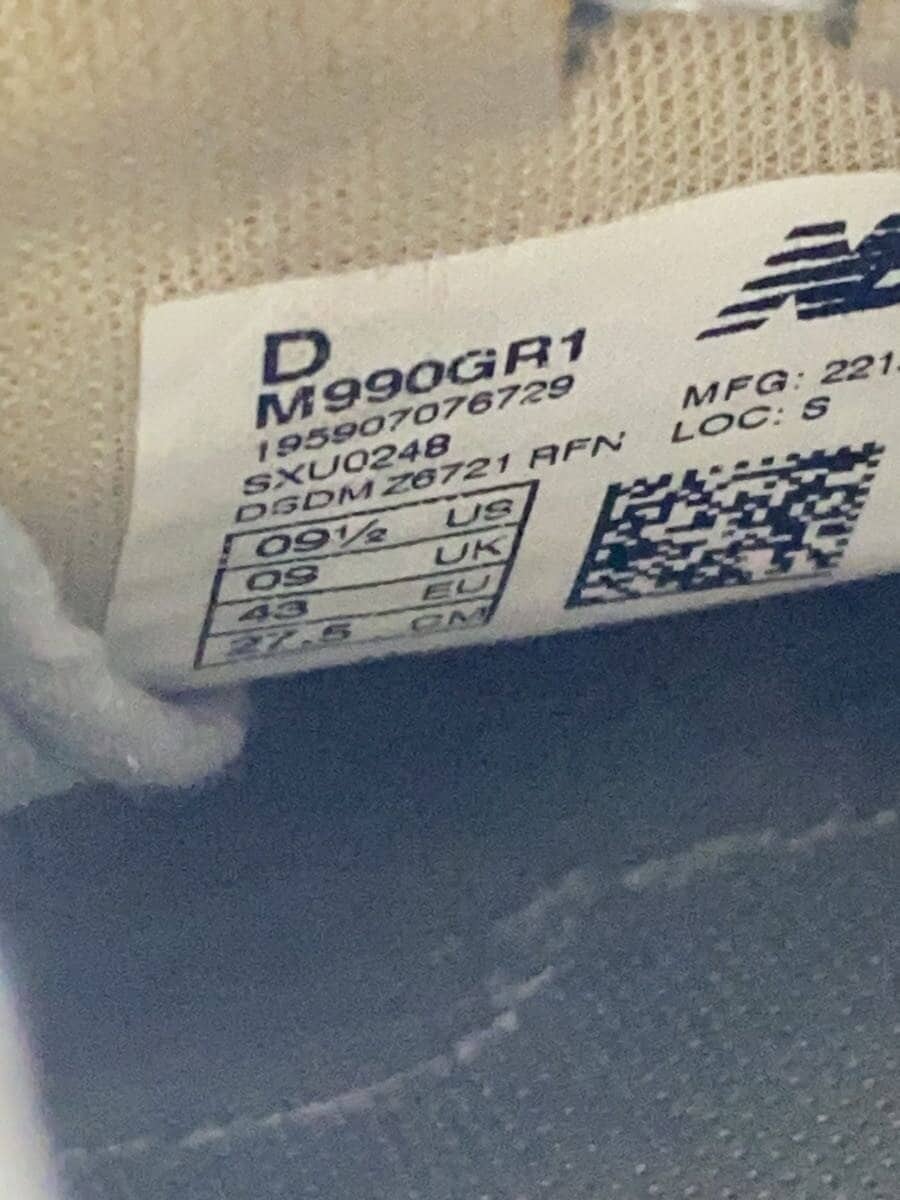 D
M990GR1
195907076729
SXU0248
DSDM Z6721 RFN
MFG: 221
LOC: S
09½ US
09 UK
43 EU
27.5 CM